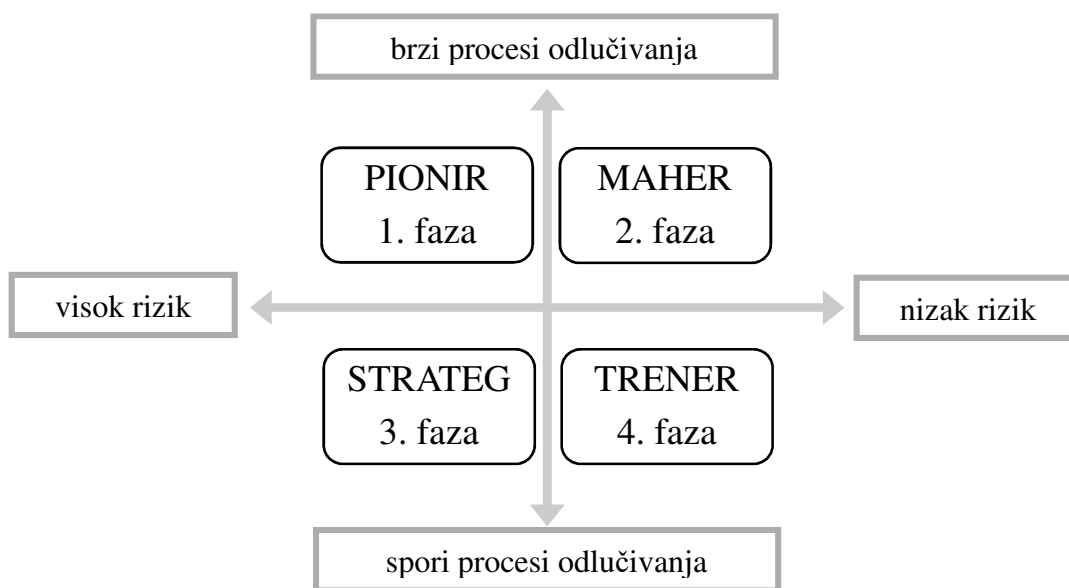 brzi procesi odlučivanja
PIONIR
1. faza
MAHER
2. faza
visok rizik
nizak rizik
STRATEG
3. faza
TRENER
4. faza
spori procesi odlučivanja